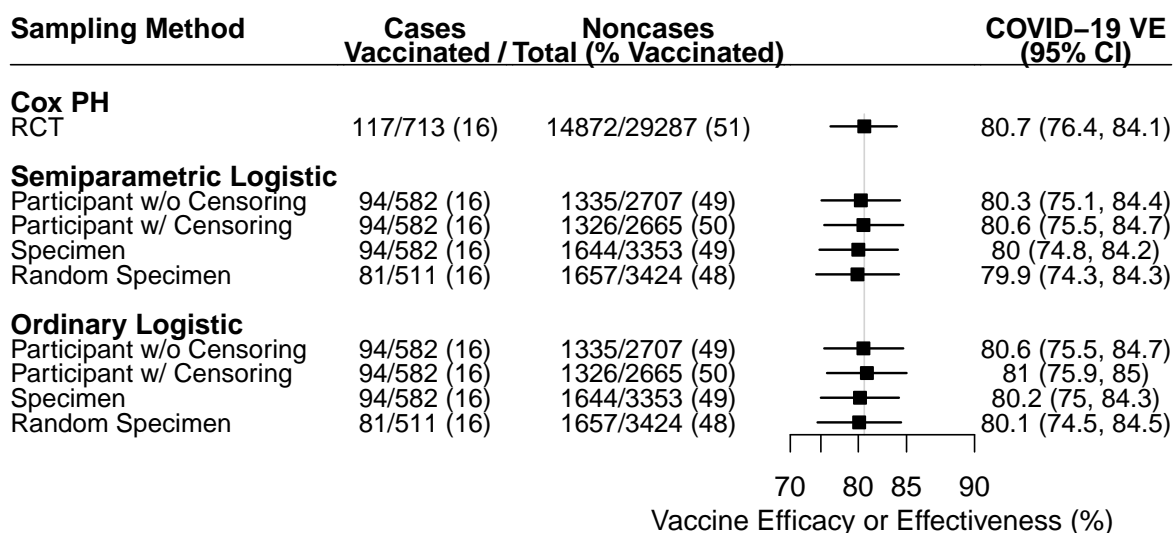 Sampling Method Cases Noncases COVID−19 VE
Vaccinated / Total (% Vaccinated) (95% CI)
Cox PH
RCT 117/713 (16) 14872/29287 (51) 80.7 (76.4, 84.1)
Semiparametric Logistic
Participant w/o Censoring 94/582 (16) 1335/2707 (49) 80.3 (75.1, 84.4)
Participant w/ Censoring 94/582 (16) 1326/2665 (50) 80.6 (75.5, 84.7)
Specimen 94/582 (16) 1644/3353 (49) 80 (74.8, 84.2)
Random Specimen 81/511 (16) 1657/3424 (48) 79.9 (74.3, 84.3)
Ordinary Logistic
Participant w/o Censoring 94/582 (16) 1335/2707 (49) 80.6 (75.5, 84.7)
Participant w/ Censoring 94/582 (16) 1326/2665 (50) 81 (75.9, 85)
Specimen 94/582 (16) 1644/3353 (49) 80.2 (75, 84.3)
Random Specimen 81/511 (16) 1657/3424 (48) 80.1 (74.5, 84.5)
70 80 85 90
Vaccine Efficacy or Effectiveness (%)